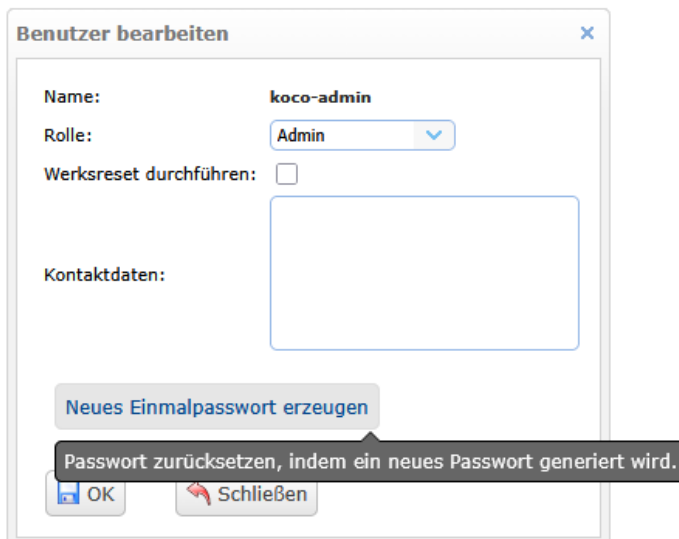 Benutzer bearbeiten
Name: koco-admin
Rolle: Admin
Werksreset durchführen:
Kontaktdaten:
Neues Einmalpasswort erzeugen
Passwort zurücksetzen, indem ein neues Passwort generiert wird.
OK Schließen